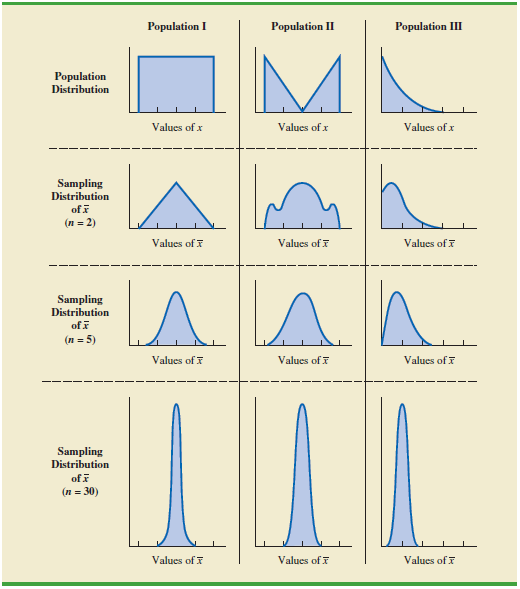 Population I Population II Population III
Population
Distribution
Values of x Values of x Values of x
Sampling
Distribution
of x̅
(n = 2)
Values of x̅ Values of x̅ Values of x̅
Sampling
Distribution
of x̅
(n = 5)
Values of x̅ Values of x̅ Values of x̅
Sampling
Distribution
of x̅
(n = 30)
Values of x̅ Values of x̅ Values of x̅